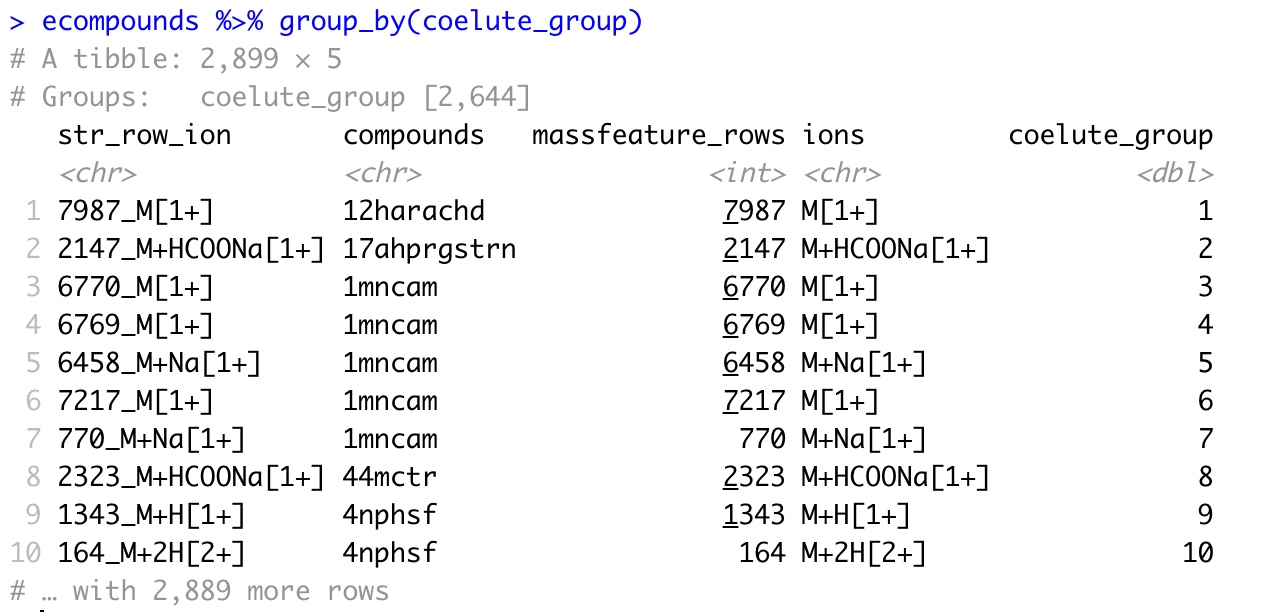 > ecompounds %>% group_by(coelute_group)
# A tibble: 2,899 × 5
# Groups:   coelute_group [2,644]
   str_row_ion       compounds   massfeature_rows ions        coelute_group
   <chr>             <chr>                  <int> <chr>               <dbl>
 1 7987_M[1+]        12harachd               7987 M[1+]                   1
 2 2147_M+HCOONa[1+] 17ahprgstrn             2147 M+HCOONa[1+]            2
 3 6770_M[1+]        1mncam                  6770 M[1+]                   3
 4 6769_M[1+]        1mncam                  6769 M[1+]                   4
 5 6458_M+Na[1+]     1mncam                  6458 M+Na[1+]                5
 6 7217_M[1+]        1mncam                  7217 M[1+]                   6
 7 770_M+Na[1+]      1mncam                   770 M+Na[1+]                7
 8 2323_M+HCOONa[1+] 44mctr                  2323 M+HCOONa[1+]            8
 9 1343_M+H[1+]      4nphsf                  1343 M+H[1+]                 9
10 164_M+2H[2+]      4nphsf                   164 M+2H[2+]               10
# … with 2,889 more rows